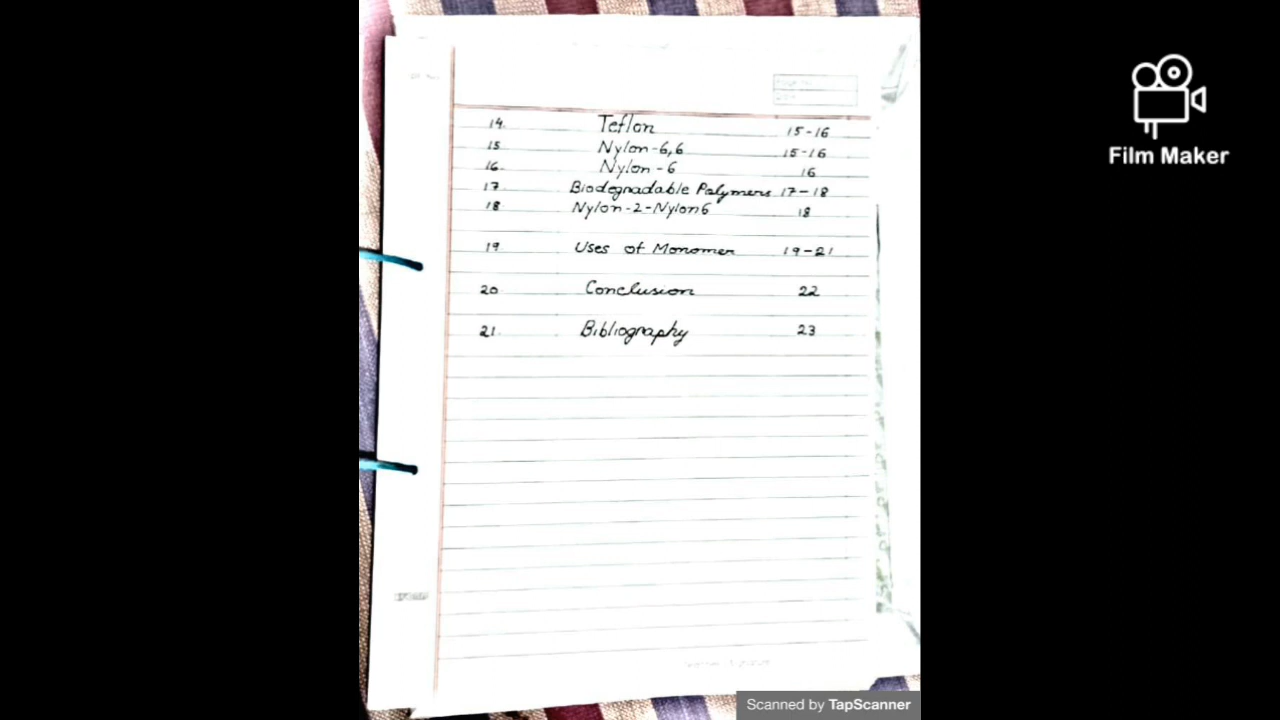 14. Teflon 15-16
15 Nylon-6,6 15-16
16. Nylon-6 16
17. Biodegradable Polymers 17-18
18 Nylon-2-Nylon6 18
19 Uses of Monomer 19-21
20 Conclusion 22
21. Bibliography 23
Film Maker
Scanned by TapScanner